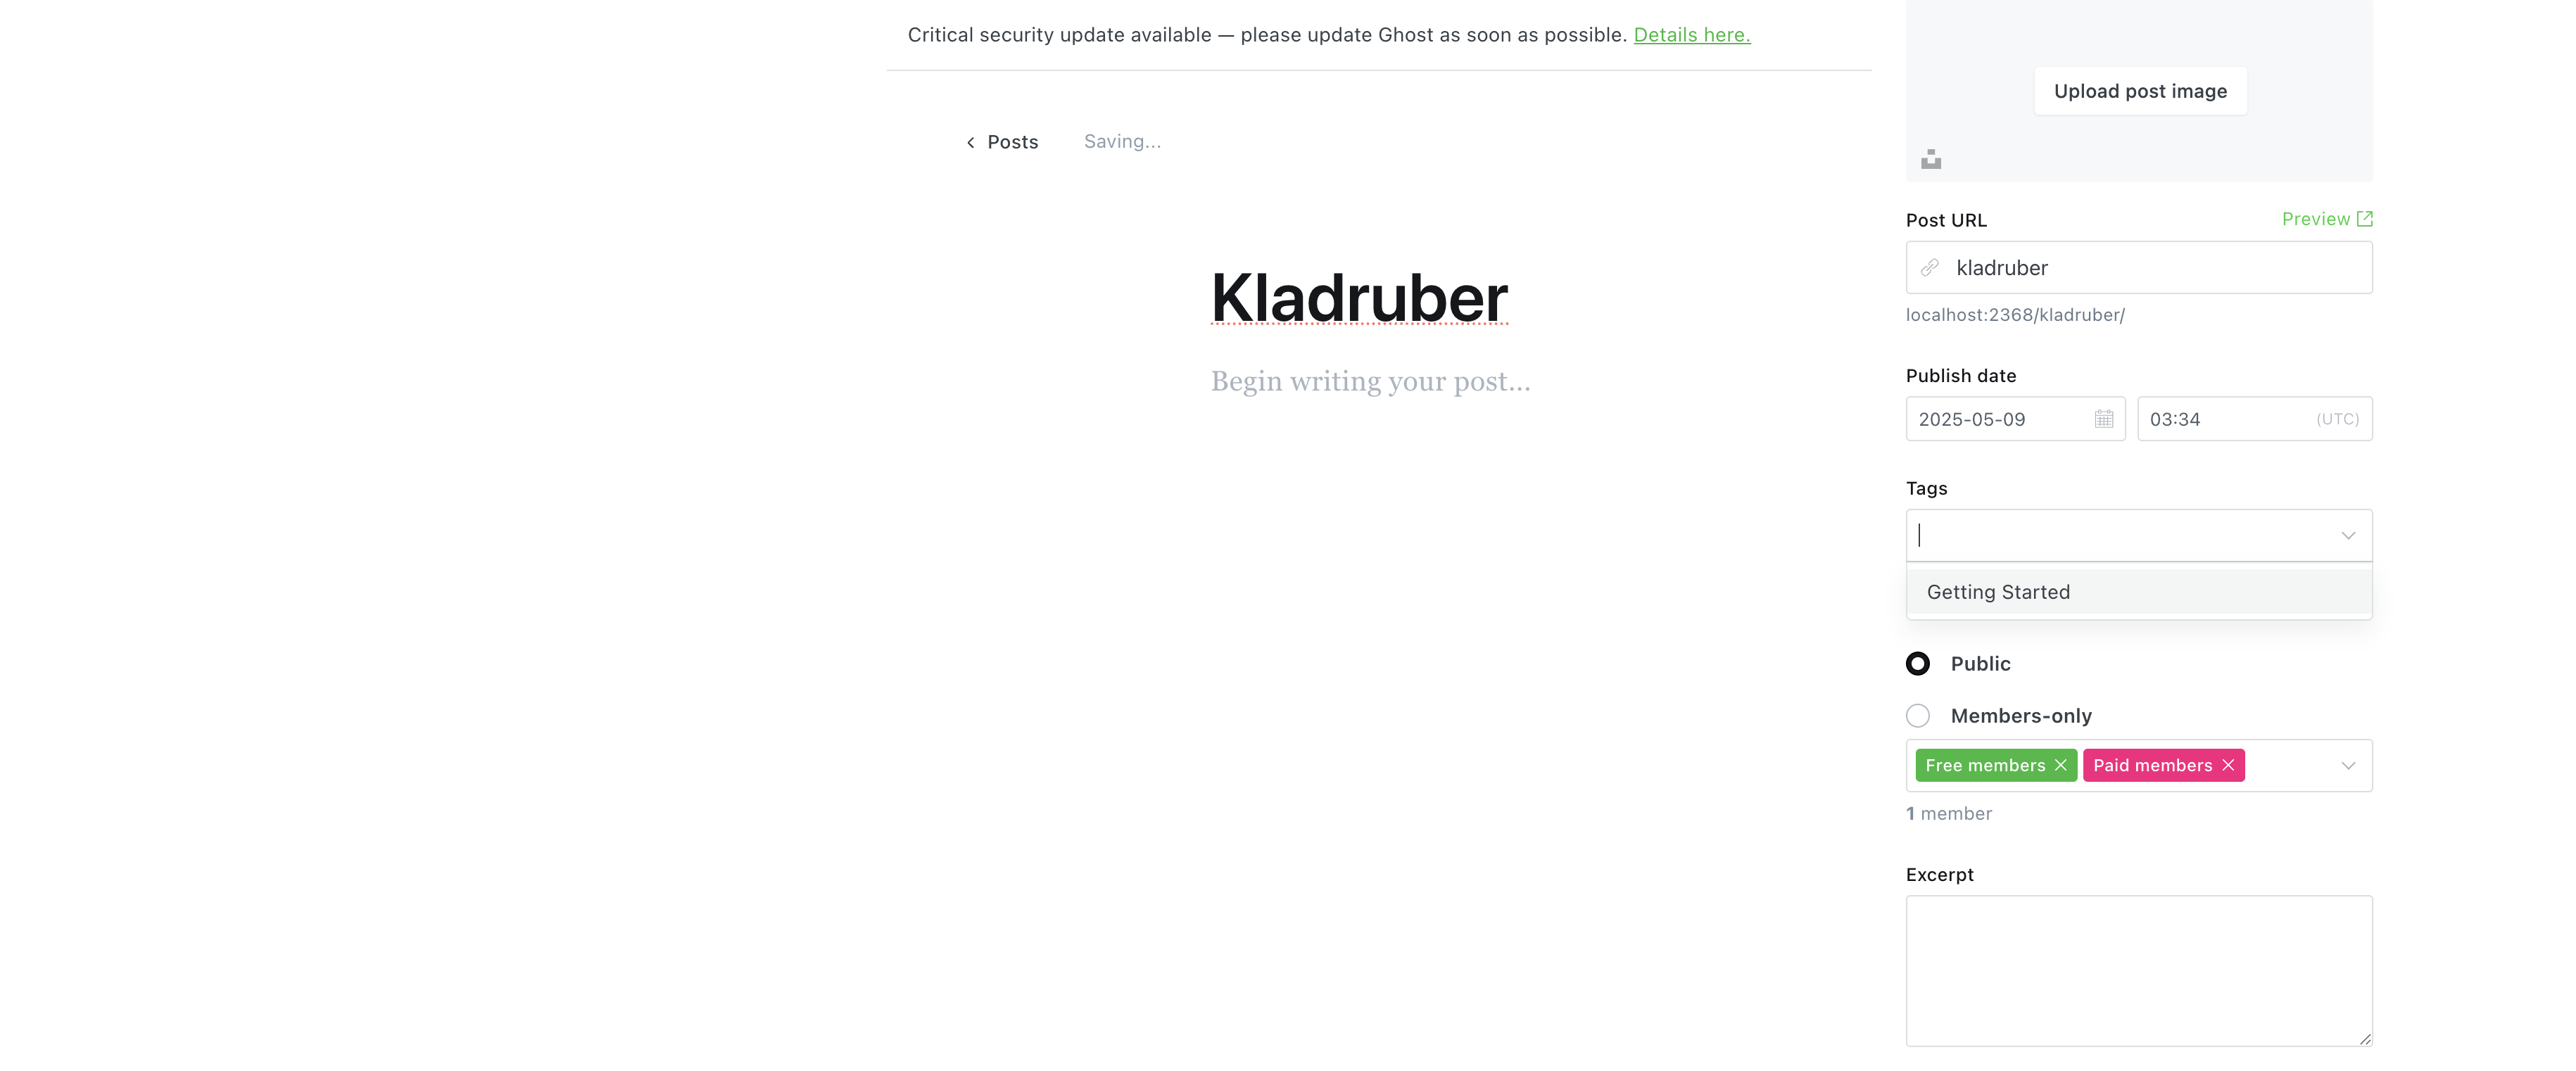 Critical security update available — please update Ghost as soon as possible. Details here.
Posts
Saving...
Kladruber
Begin writing your post...
Upload post image
Post URL
Preview
kladruber
localhost:2368/kladruber/
Publish date
2025-05-09
03:34
(UTC)
Tags
Getting Started
Public
Members-only
Free members
Paid members
1 member
Excerpt